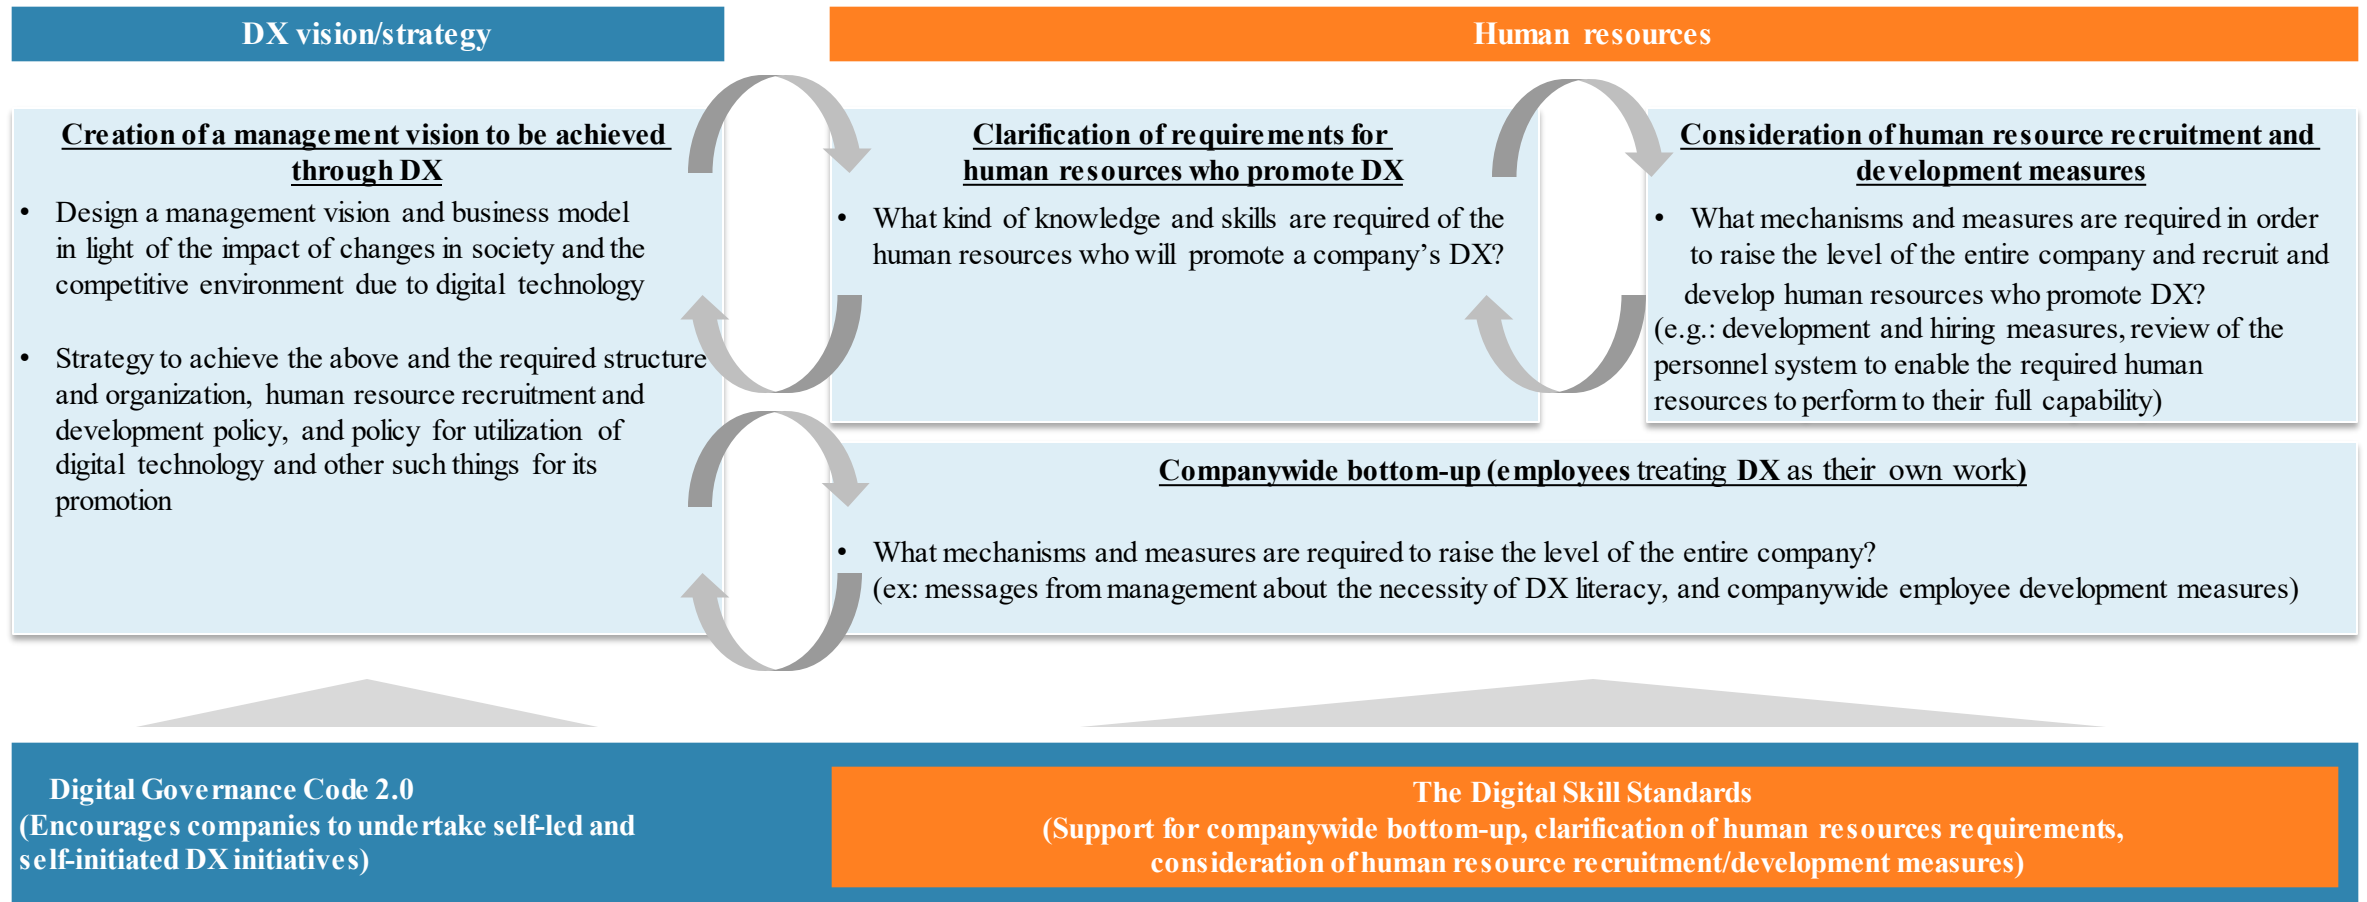 DX vision/strategy
Human resources
Creation of a management vision to be achieved
through DX
• Design a management vision and business model
in light of the impact of changes in society and the
competitive environment due to digital technology
• Strategy to achieve the above and the required structure
and organization, human resource recruitment and
development policy, and policy for utilization of
digital technology and other such things for its
promotion
Clarification of requirements for
human resources who promote DX
• What kind of knowledge and skills are required of the
human resources who will promote a company's DX?
Consideration of human resource recruitment and
development measures
• What mechanisms and measures are required in order
to raise the level of the entire company and recruit and
develop human resources who promote DX?
(e.g.: development and hiring measures, review of the
personnel system to enable the required human
resources to perform to their full capability)
Companywide bottom-up (employees treating DX as their own work)
• What mechanisms and measures are required to raise the level of the entire company?
(ex: messages from management about the necessity of DX literacy, and companywide employee development measures)
Digital Governance Code 2.0
(Encourages companies to undertake self-led and
self-initiated DX initiatives)
The Digital Skill Standards
(Support for companywide bottom-up, clarification of human resources requirements,
consideration of human resource recruitment/development measures)